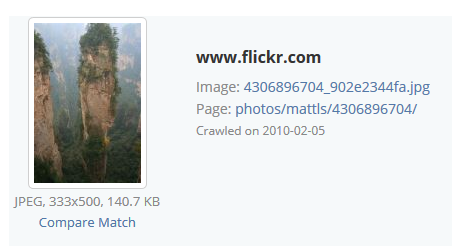 www.flickr.com
Image: 4306896704_902e2344fa.jpg
Page: photos/mattls/4306896704/
Crawled on 2010-02-05
JPEG, 333x500, 140.7 KB
Compare Match